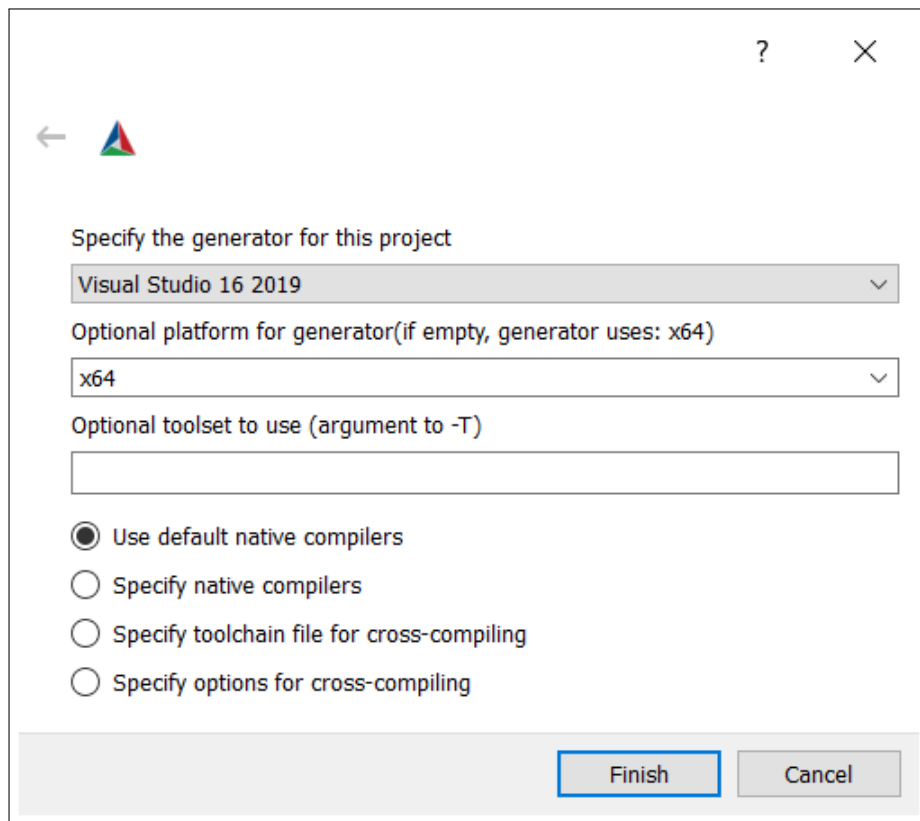 ?
Specify the generator for this project
Visual Studio 16 2019
Optional platform for generator(if empty, generator uses: x64)
x64
Optional toolset to use (argument to -T)
Use default native compilers
Specify native compilers
Specify toolchain file for cross-compiling
Specify options for cross-compiling
Finish Cancel